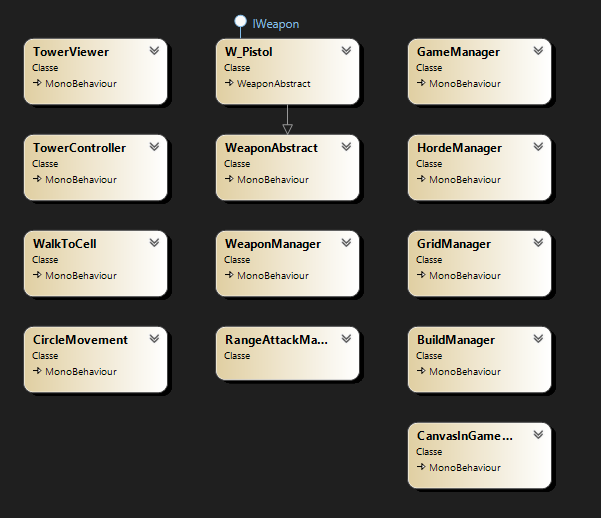 IWeapon
TowerViewer
Classe
MonoBehaviour
W_Pistol
Classe
WeaponAbstract
GameManager
Classe
MonoBehaviour
TowerController
Classe
MonoBehaviour
WeaponAbstract
Classe
MonoBehaviour
HordeManager
Classe
MonoBehaviour
WalkToCell
Classe
MonoBehaviour
WeaponManager
Classe
MonoBehaviour
GridManager
Classe
MonoBehaviour
CircleMovement
Classe
MonoBehaviour
RangeAttackMa...
Classe
BuildManager
Classe
MonoBehaviour
CanvasInGame...
Classe
MonoBehaviour